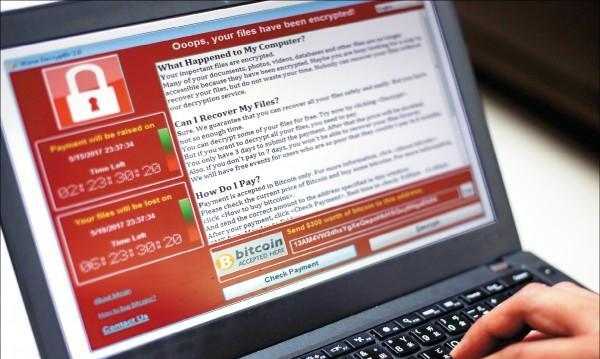 Wana Decrypt0r 2.0
Ooops, your files have been encrypted!
What Happened to My Computer?
Your important files are encrypted.
Many of your documents, photos, videos, databases and other files are no longer
accessible because they have been encrypted. Maybe you are busy looking for a way to
recover your files, but do not waste your time. Nobody can recover your files without
our decryption service.
Can I Recover My Files?
Sure. We guarantee that you can recover all your files safely and easily. But you have
not so enough time.
You can decrypt some of your files for free. Try now by clicking <Decrypt>.
But if you want to decrypt all your files, you need to pay.
You only have 3 days to submit the payment. After that the price will be doubled.
Also, if you don't pay in 7 days, you won't be able to recover your files forever.
We will have free events for users who are so poor that they couldn't pay in 6 months.
How Do I Pay?
Payment is accepted in Bitcoin only. For more information, click <About bitcoin>.
Please check the current price of Bitcoin and buy some bitcoins. For more information,
click <How to buy bitcoins>.
And send the correct amount to the address specified in this window.
After your payment, click <Check Payment>. Best time to check:
Payment will be raised on
5/15/2017 23:37:34
Time Left
02:23:30:20
Your files will be lost on
5/19/2017 23:37:34
Time Left
06:23:30:20
About bitcoin
How to buy bitcoins?
Contact Us
bitcoin
ACCEPTED HERE
Send $300 worth of bitcoin to this address:
Check Payment